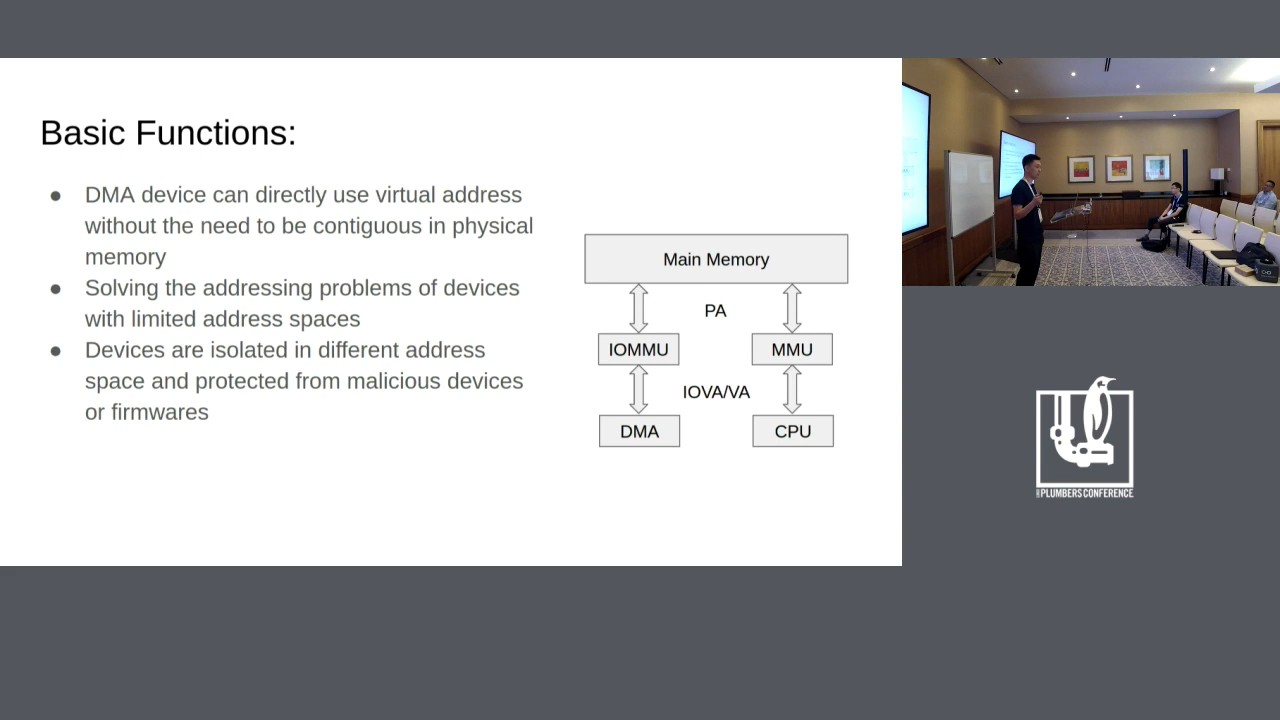 Basic Functions:
● DMA device can directly use virtual address
without the need to be contiguous in physical
memory
● Solving the addressing problems of devices
with limited address spaces
● Devices are isolated in different address
space and protected from malicious devices
or firmwares
Main Memory
PA
IOMMU
MMU
IOVA/VA
DMA
CPU
PLUMBERS CONFERENCE